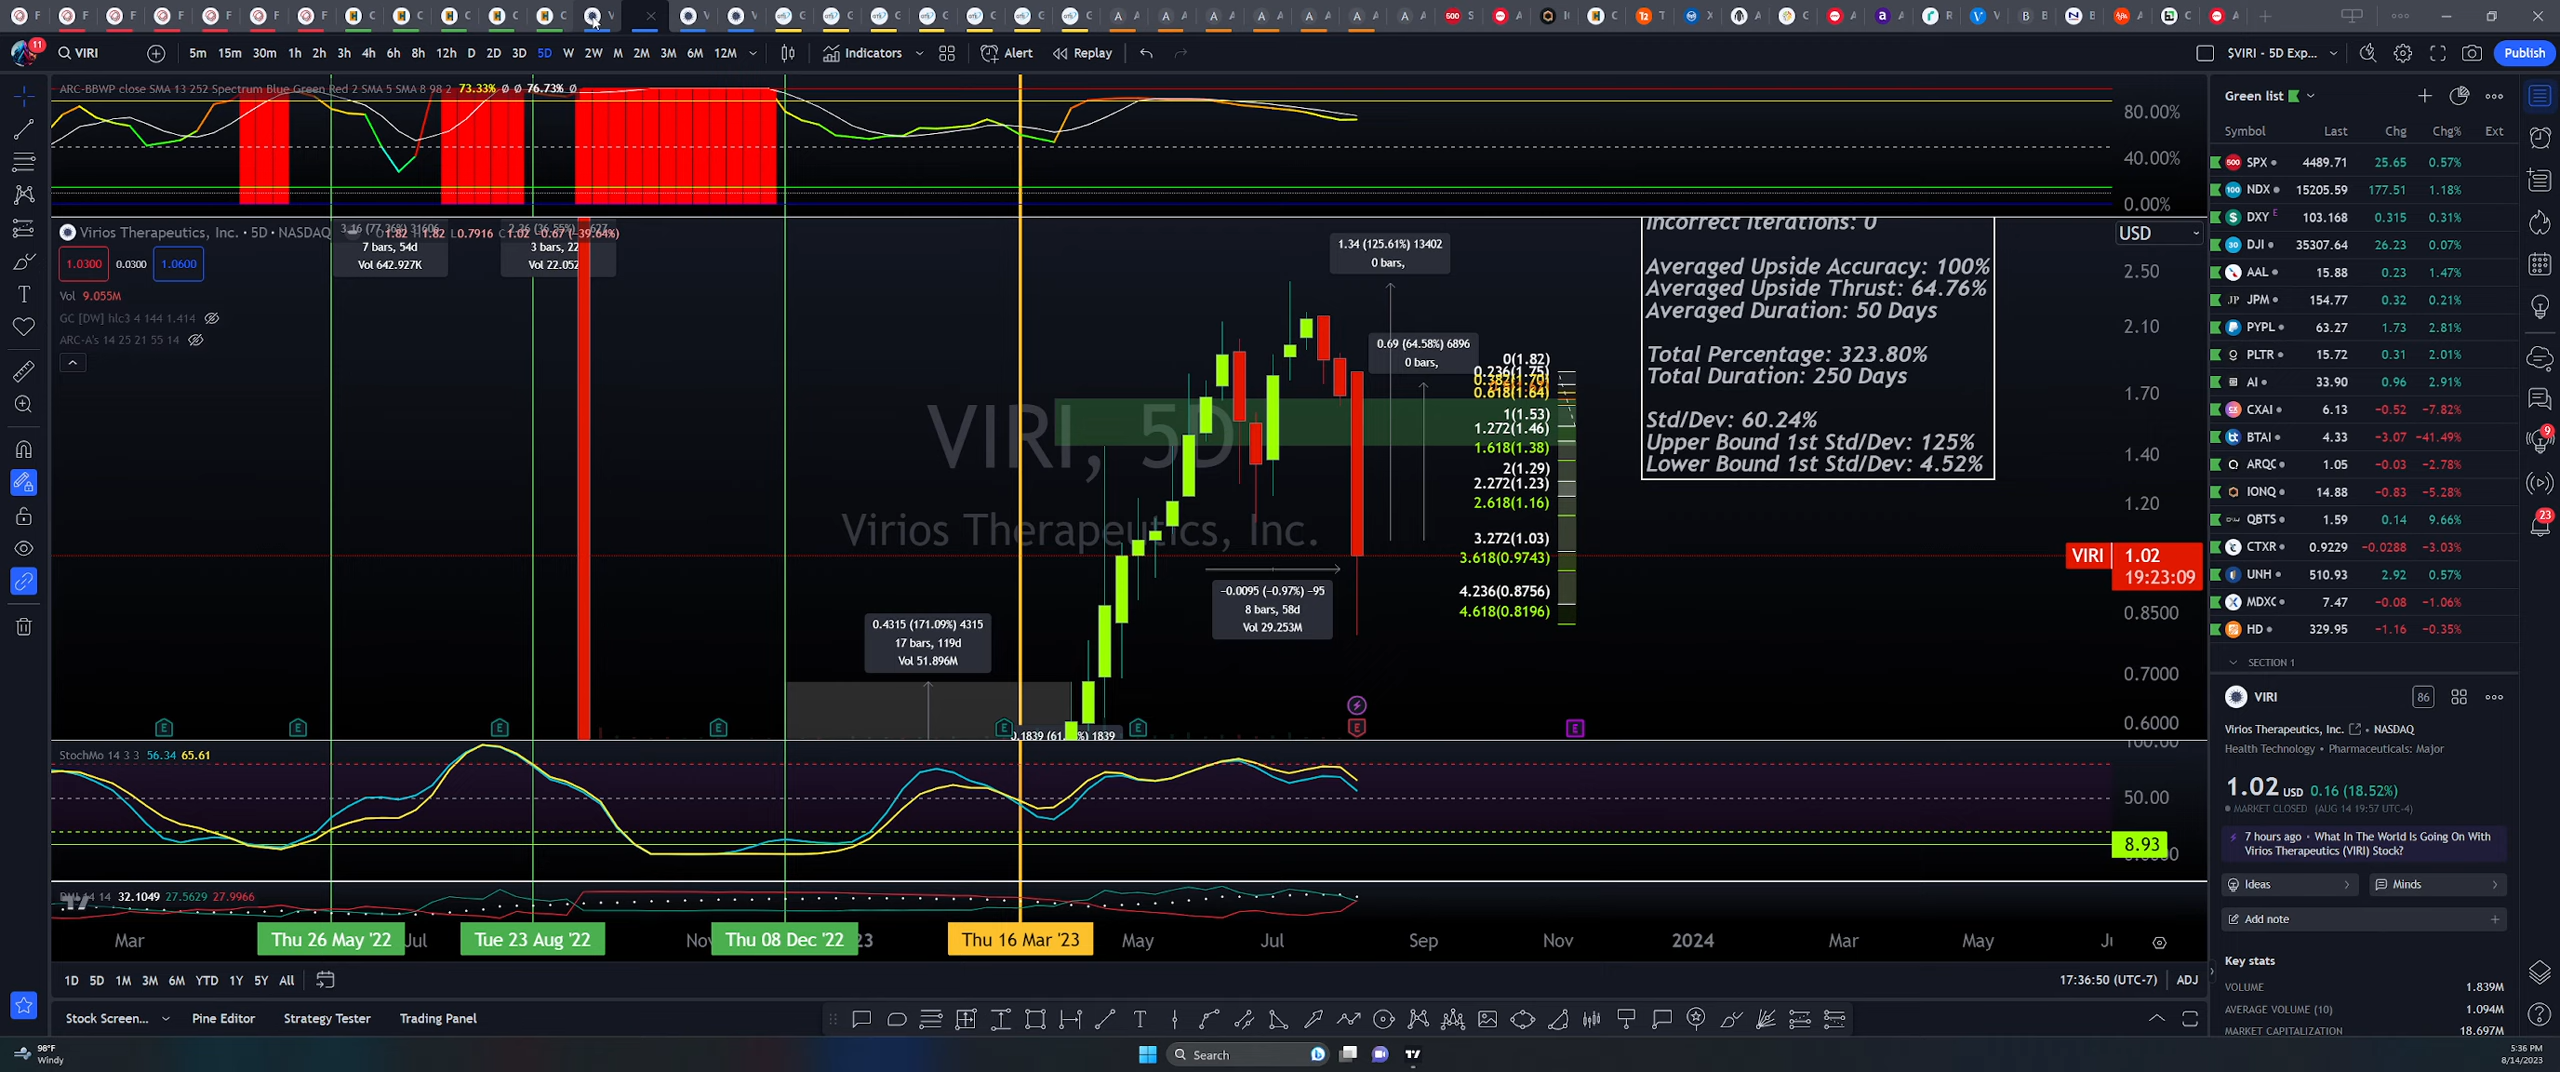 11
VIRI
5m 15m 30m 1h 2h 3h 4h 6h 8h 12h D 2D 3D 5D W 2W M 2M 3M 6M 12M
Indicators
Alert
Replay
$VIRI - 5D Exp...
Publish
ARC-BBWP close SMA 13 252 Spectrum Blue Green Red 2 SMA 5 SMA 8 98 2 73.33% Ø Ø 76.73% Ø
80.00%
40.00%
0.00%
Virios Therapeutics, Inc. • 5D • NASDAQ
1.82 L0.7916 1.02 -0.67 (-39.64%)
7 bars, 54d
Vol 642.927K
3 bars, 22
Vol 22.052
1.0300 0.0300 1.0600
Vol 9.055M
GC [DW] hlc3 4 144 1.414
ARC-A's 14 25 21 55 14
1.34 (125.61%) 13402
0 bars,
0.69 (64.58%) 6896
0 bars,
0(1.82)
0.236(1.75)
0.618(1.64)
1(1.53)
1.272(1.46)
1.618(1.38)
2(1.29)
2.272(1.23)
2.618(1.16)
3.272(1.03)
3.618(0.9743)
4.236(0.8756)
4.618(0.8196)
Incorrect Iterations: 0
Averaged Upside Accuracy: 100%
Averaged Upside Thrust: 64.76%
Averaged Duration: 50 Days
Total Percentage: 323.80%
Total Duration: 250 Days
Std/Dev: 60.24%
Upper Bound 1st Std/Dev: 125%
Lower Bound 1st Std/Dev: 4.52%
VIRI, 5D
Virios Therapeutics, Inc.
-0.0095 (-0.97%) -95
8 bars, 58d
Vol 29.253M
0.4315 (171.09%) 4315
17 bars, 119d
Vol 51.896M
USD
2.50
2.10
1.70
1.40
1.20
VIRI 1.02
19:23:09
0.8500
0.7000
0.6000
StochMo 14 3 3 56.34 65.61
50.00
8.93
14 32.1049 27.5629 27.9966
Mar Thu 26 May '22 Jul Tue 23 Aug '22 Nov Thu 08 Dec '22 23 Thu 16 Mar '23 May Jul Sep Nov 2024 Mar May
1D 5D 1M 3M 6M YTD 1Y 5Y All
17:36:50 (UTC-7) ADJ
Stock Screen... Pine Editor Strategy Tester Trading Panel
Green list
Symbol Last Chg Chg% Ext
SPX 4489.71 25.65 0.57%
NDX 15205.59 177.51 1.18%
DXY E 103.168 0.315 0.31%
DJI 35307.64 26.23 0.07%
AAL 15.88 0.23 1.47%
JPM 154.77 0.32 0.21%
PYPL 63.27 1.73 2.81%
PLTR 15.72 0.31 2.01%
AI 33.90 0.96 2.91%
CXAI 6.13 -0.52 -7.82%
BTAI 4.33 -3.07 -41.49%
ARQC 1.05 -0.03 -2.78%
IONQ 14.88 -0.83 -5.28%
QBTS 1.59 0.14 9.66%
CTXR 0.9229 -0.0288 -3.03%
UNH 510.93 2.92 0.57%
MDXC 7.47 -0.08 -1.06%
HD 329.95 -1.16 -0.35%
SECTION 1
VIRI
86
Virios Therapeutics, Inc. • NASDAQ
Health Technology • Pharmaceuticals: Major
1.02 USD 0.16 (18.52%)
MARKET CLOSED (AUG 14 19:57 UTC-4)
7 hours ago • What In The World Is Going On With
Virios Therapeutics (VIRI) Stock?
Ideas
Minds
Add note
Key stats
VOLUME 1.839M
AVERAGE VOLUME (10) 1.094M
MARKET CAPITALIZATION 18.697M
9
23
98°F
Windy
Search
5:36 PM
8/14/2023